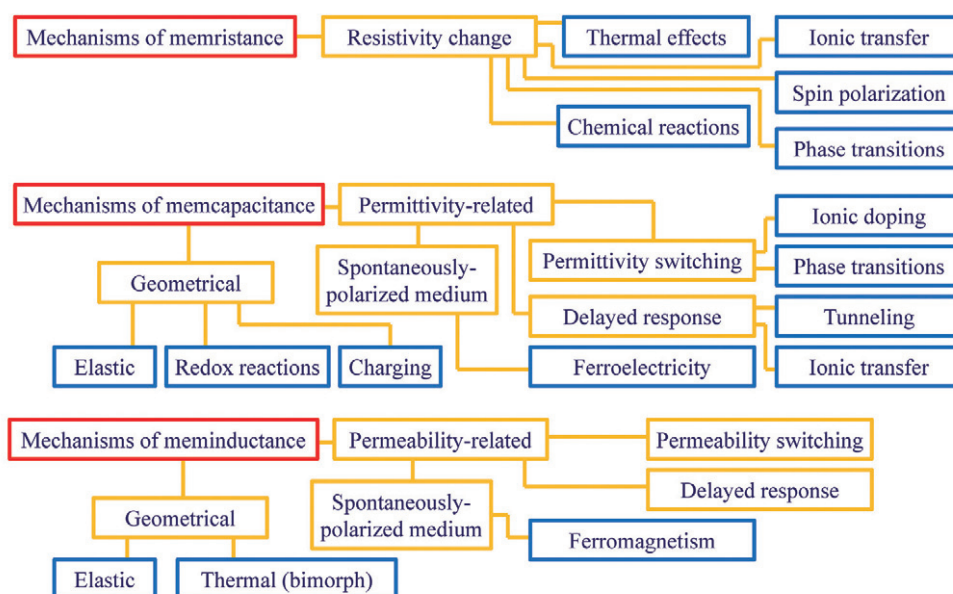 Mechanisms of memristance
Resistivity change
Thermal effects
Ionic transfer
Spin polarization
Chemical reactions
Phase transitions
Mechanisms of memcapacitance
Permittivity-related
Ionic doping
Geometrical
Spontaneously-
polarized medium
Permittivity switching
Phase transitions
Delayed response
Tunneling
Elastic
Redox reactions
Charging
Ferroelectricity
Ionic transfer
Mechanisms of meminductance
Permeability-related
Permeability switching
Delayed response
Geometrical
Spontaneously-
polarized medium
Ferromagnetism
Elastic
Thermal (bimorph)